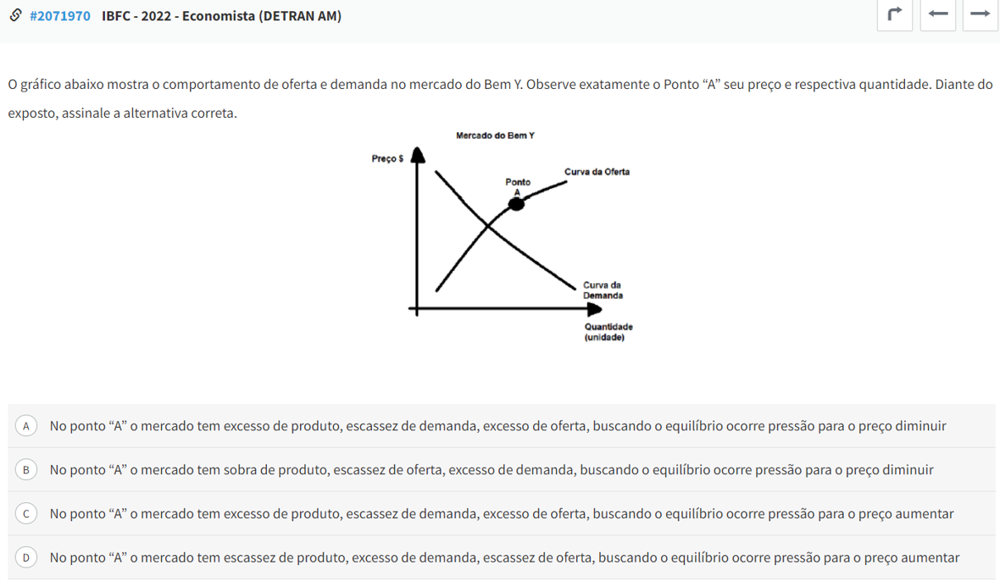 #2071970 IBFC - 2022 - Economista (DETRAN AM)
O gráfico abaixo mostra o comportamento de oferta e demanda no mercado do Bem Y. Observe exatamente o Ponto “A” seu preço e respectiva quantidade. Diante do
exposto, assinale a alternativa correta.
Mercado do Bem Y
Preço $
Curva da Oferta
Ponto
A
Curva da
Demanda
Quantidade
(unidade)
A No ponto “A” o mercado tem excesso de produto, escassez de demanda, excesso de oferta, buscando o equilíbrio ocorre pressão para o preço diminuir
B No ponto “A” o mercado tem sobra de produto, escassez de oferta, excesso de demanda, buscando o equilíbrio ocorre pressão para o preço diminuir
C No ponto “A” o mercado tem excesso de produto, escassez de demanda, excesso de oferta, buscando o equilíbrio ocorre pressão para o preço aumentar
D No ponto “A” o mercado tem escassez de produto, excesso de demanda, escassez de oferta, buscando o equilíbrio ocorre pressão para o preço aumentar